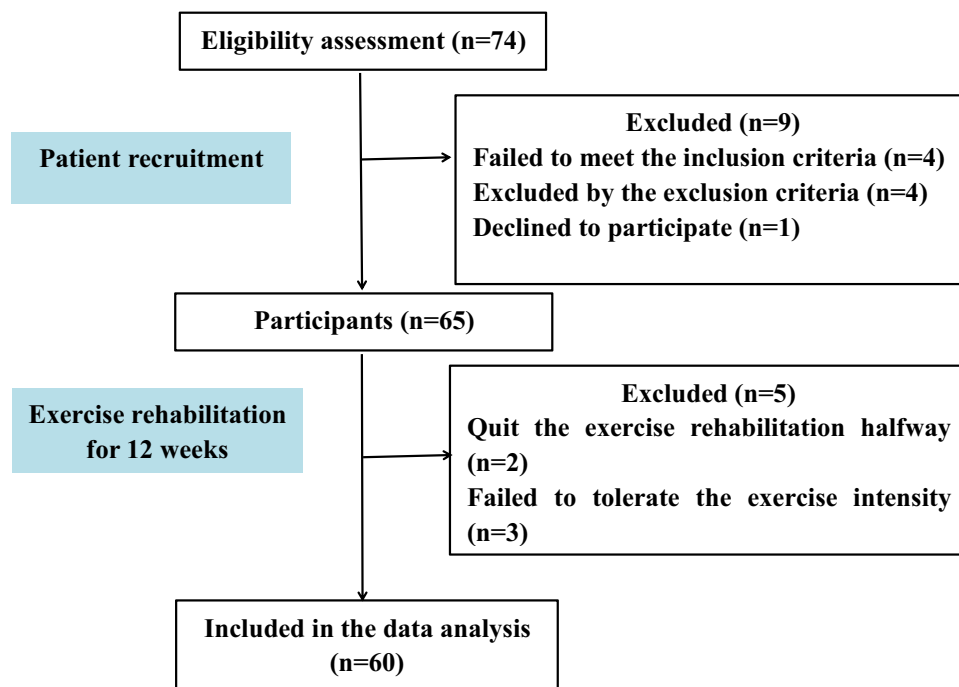 Eligibility assessment (n=74)
Patient recruitment
Excluded (n=9)
Failed to meet the inclusion criteria (n=4)
Excluded by the exclusion criteria (n=4)
Declined to participate (n=1)
Participants (n=65)
Exercise rehabilitation
for 12 weeks
Excluded (n=5)
Quit the exercise rehabilitation halfway
(n=2)
Failed to tolerate the exercise intensity
(n=3)
Included in the data analysis
(n=60)